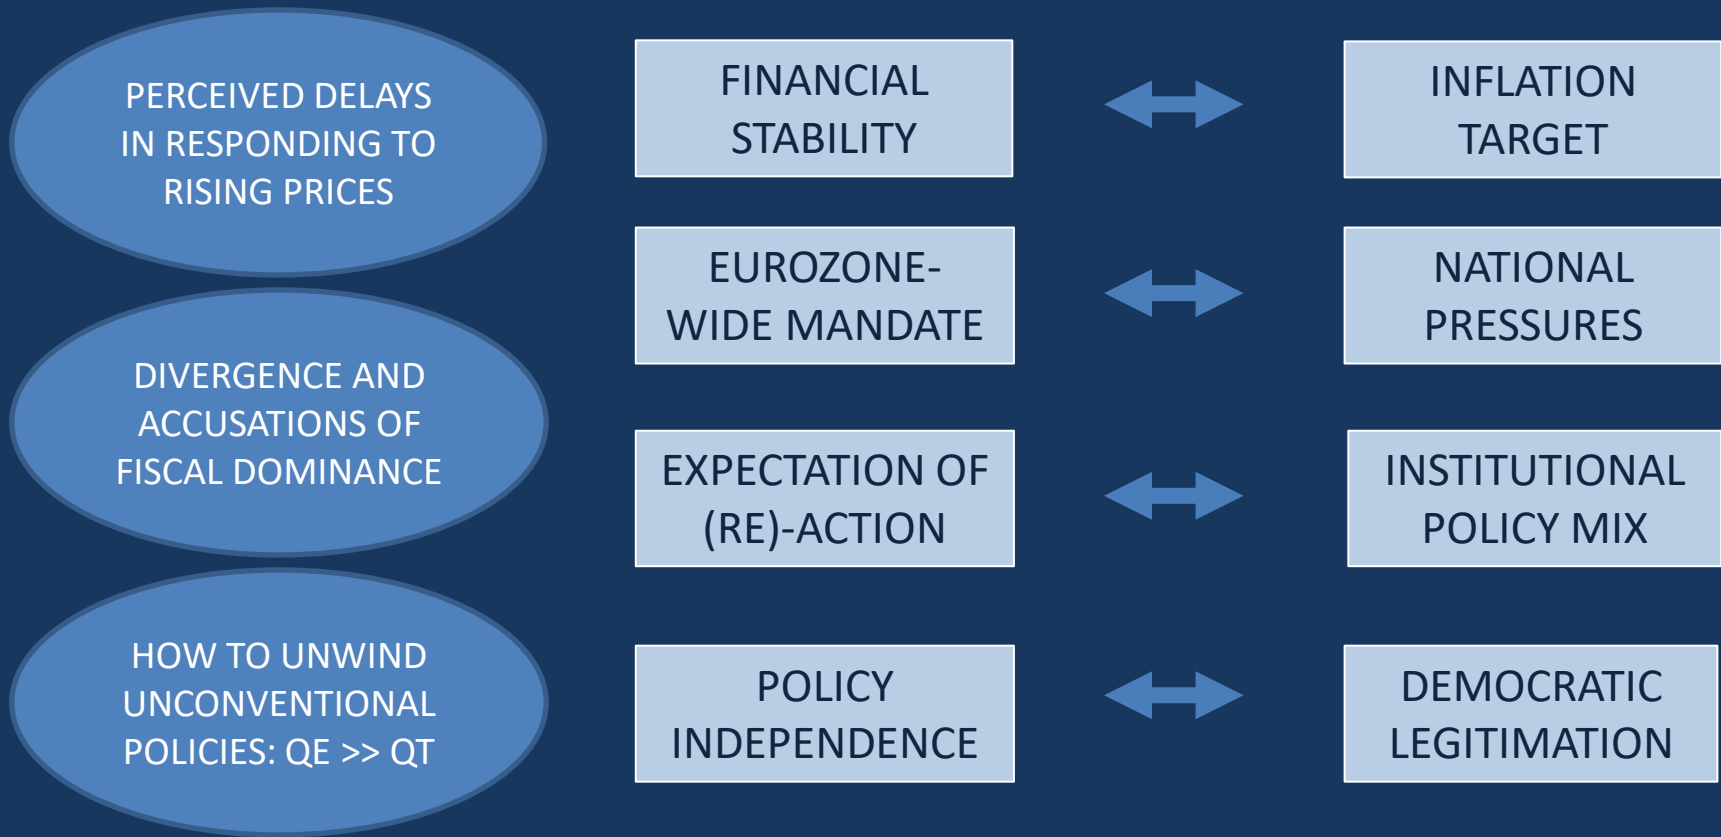 PERCEIVED DELAYS
IN RESPONDING TO
RISING PRICES
DIVERGENCE AND
ACCUSATIONS OF
FISCAL DOMINANCE
HOW TO UNWIND
UNCONVENTIONAL
POLICIES: QE >> QT
FINANCIAL
STABILITY
INFLATION
TARGET
EUROZONE-
WIDE MANDATE
NATIONAL
PRESSURES
EXPECTATION OF
(RE)-ACTION
INSTITUTIONAL
POLICY MIX
POLICY
INDEPENDENCE
DEMOCRATIC
LEGITIMATION